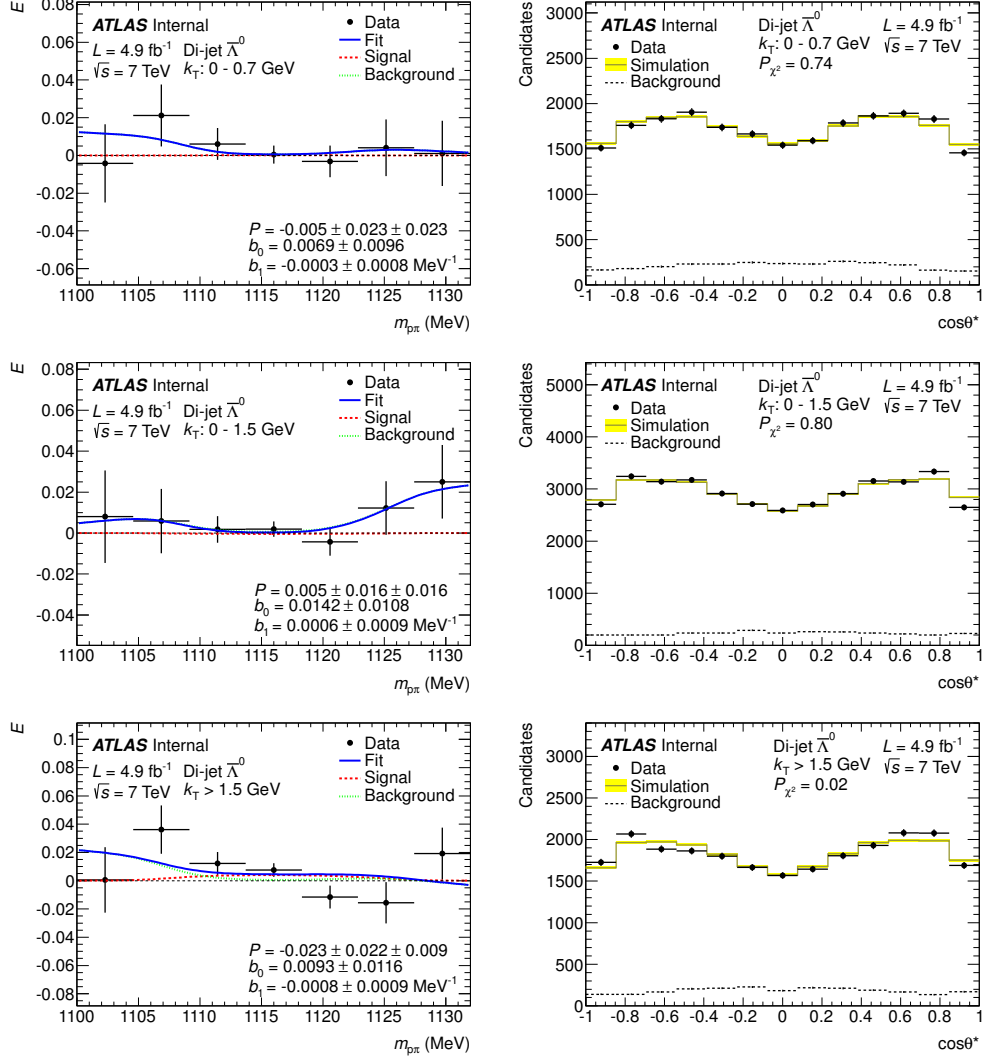 E
0.08
0.06
0.04
0.02
0
-0.02
-0.04
-0.06
ATLAS Internal
L = 4.9 fb⁻¹ Di-jet Λ̅⁰
√s = 7 TeV k_T: 0 - 0.7 GeV
Data
Fit
Signal
Background
P = -0.005 ± 0.023 ± 0.023
b₀ = 0.0069 ± 0.0096
b₁ = -0.0003 ± 0.0008 MeV⁻¹
1100 1105 1110 1115 1120 1125 1130
m_pπ (MeV)
Candidates
3000
2500
2000
1500
1000
500
0
ATLAS Internal
Data
Simulation
Background
Di-jet Λ̅⁰
k_T: 0 - 0.7 GeV
P_χ² = 0.74
L = 4.9 fb⁻¹
√s = 7 TeV
-1 -0.8 -0.6 -0.4 -0.2 0 0.2 0.4 0.6 0.8 1
cosθ*
E
0.08
0.06
0.04
0.02
0
-0.02
-0.04
ATLAS Internal
L = 4.9 fb⁻¹ Di-jet Λ̅⁰
√s = 7 TeV k_T: 0 - 1.5 GeV
Data
Fit
Signal
Background
P = 0.005 ± 0.016 ± 0.016
b₀ = 0.0142 ± 0.0108
b₁ = 0.0006 ± 0.0009 MeV⁻¹
1100 1105 1110 1115 1120 1125 1130
m_pπ (MeV)
Candidates
5000
4000
3000
2000
1000
0
ATLAS Internal
Data
Simulation
Background
Di-jet Λ̅⁰
k_T: 0 - 1.5 GeV
P_χ² = 0.80
L = 4.9 fb⁻¹
√s = 7 TeV
-1 -0.8 -0.6 -0.4 -0.2 0 0.2 0.4 0.6 0.8 1
cosθ*
E
0.1
0.08
0.06
0.04
0.02
0
-0.02
-0.04
-0.06
-0.08
ATLAS Internal
L = 4.9 fb⁻¹ Di-jet Λ̅⁰
√s = 7 TeV k_T > 1.5 GeV
Data
Fit
Signal
Background
P = -0.023 ± 0.022 ± 0.009
b₀ = 0.0093 ± 0.0116
b₁ = -0.0008 ± 0.0009 MeV⁻¹
1100 1105 1110 1115 1120 1125 1130
m_pπ (MeV)
Candidates
3000
2500
2000
1500
1000
500
0
ATLAS Internal
Data
Simulation
Background
Di-jet Λ̅⁰
k_T > 1.5 GeV
P_χ² = 0.02
L = 4.9 fb⁻¹
√s = 7 TeV
-1 -0.8 -0.6 -0.4 -0.2 0 0.2 0.4 0.6 0.8 1
cosθ*